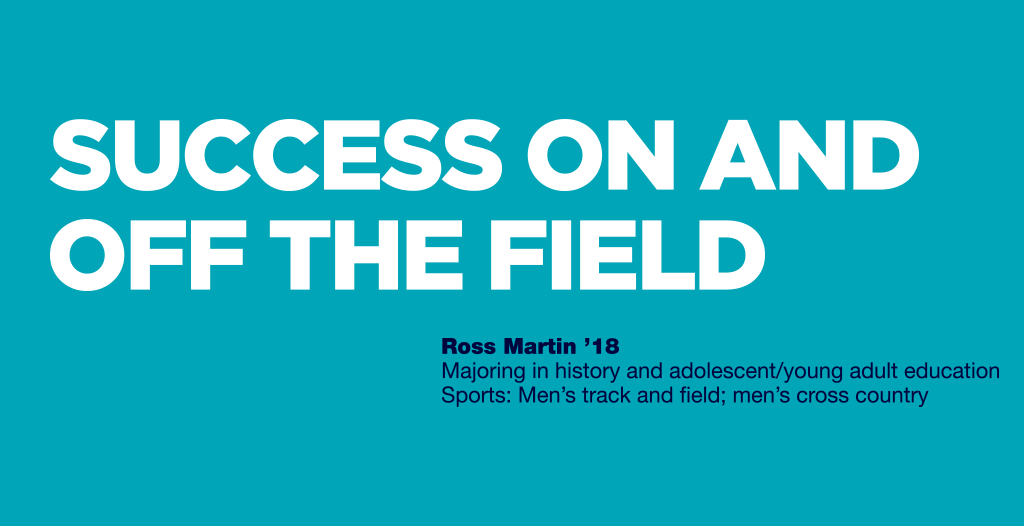 SUCCESS ON AND
OFF THE FIELD
Ross Martin ’18
Majoring in history and adolescent/young adult education
Sports: Men’s track and field; men’s cross country